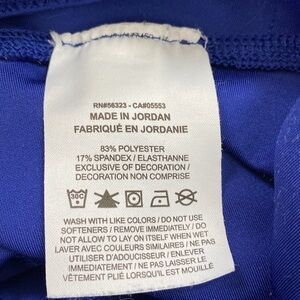 RN#56323 - CA#05553
MADE IN JORDAN
FABRIQUÉ EN JORDANIE
83% POLYESTER
17% SPANDEX / ELASTHANNE
EXCLUSIVE OF DECORATION /
DECORATION NON COMPRISE
30C
WASH WITH LIKE COLORS / DO NOT USE
SOFTENERS / REMOVE IMMEDIATELY / DO
NOT ALLOW TO LAY ON ITSELF WHEN WET
LAVER AVEC COULEURS SIMILAIRES / NE PAS
UTILISER D'ADOUCISSEUR / ENLEVER
IMMÉDIATEMENT / NE PAS LAISSER LE
VÊTEMENT PLIÉ LORSQU'IL EST MOUILLÉ